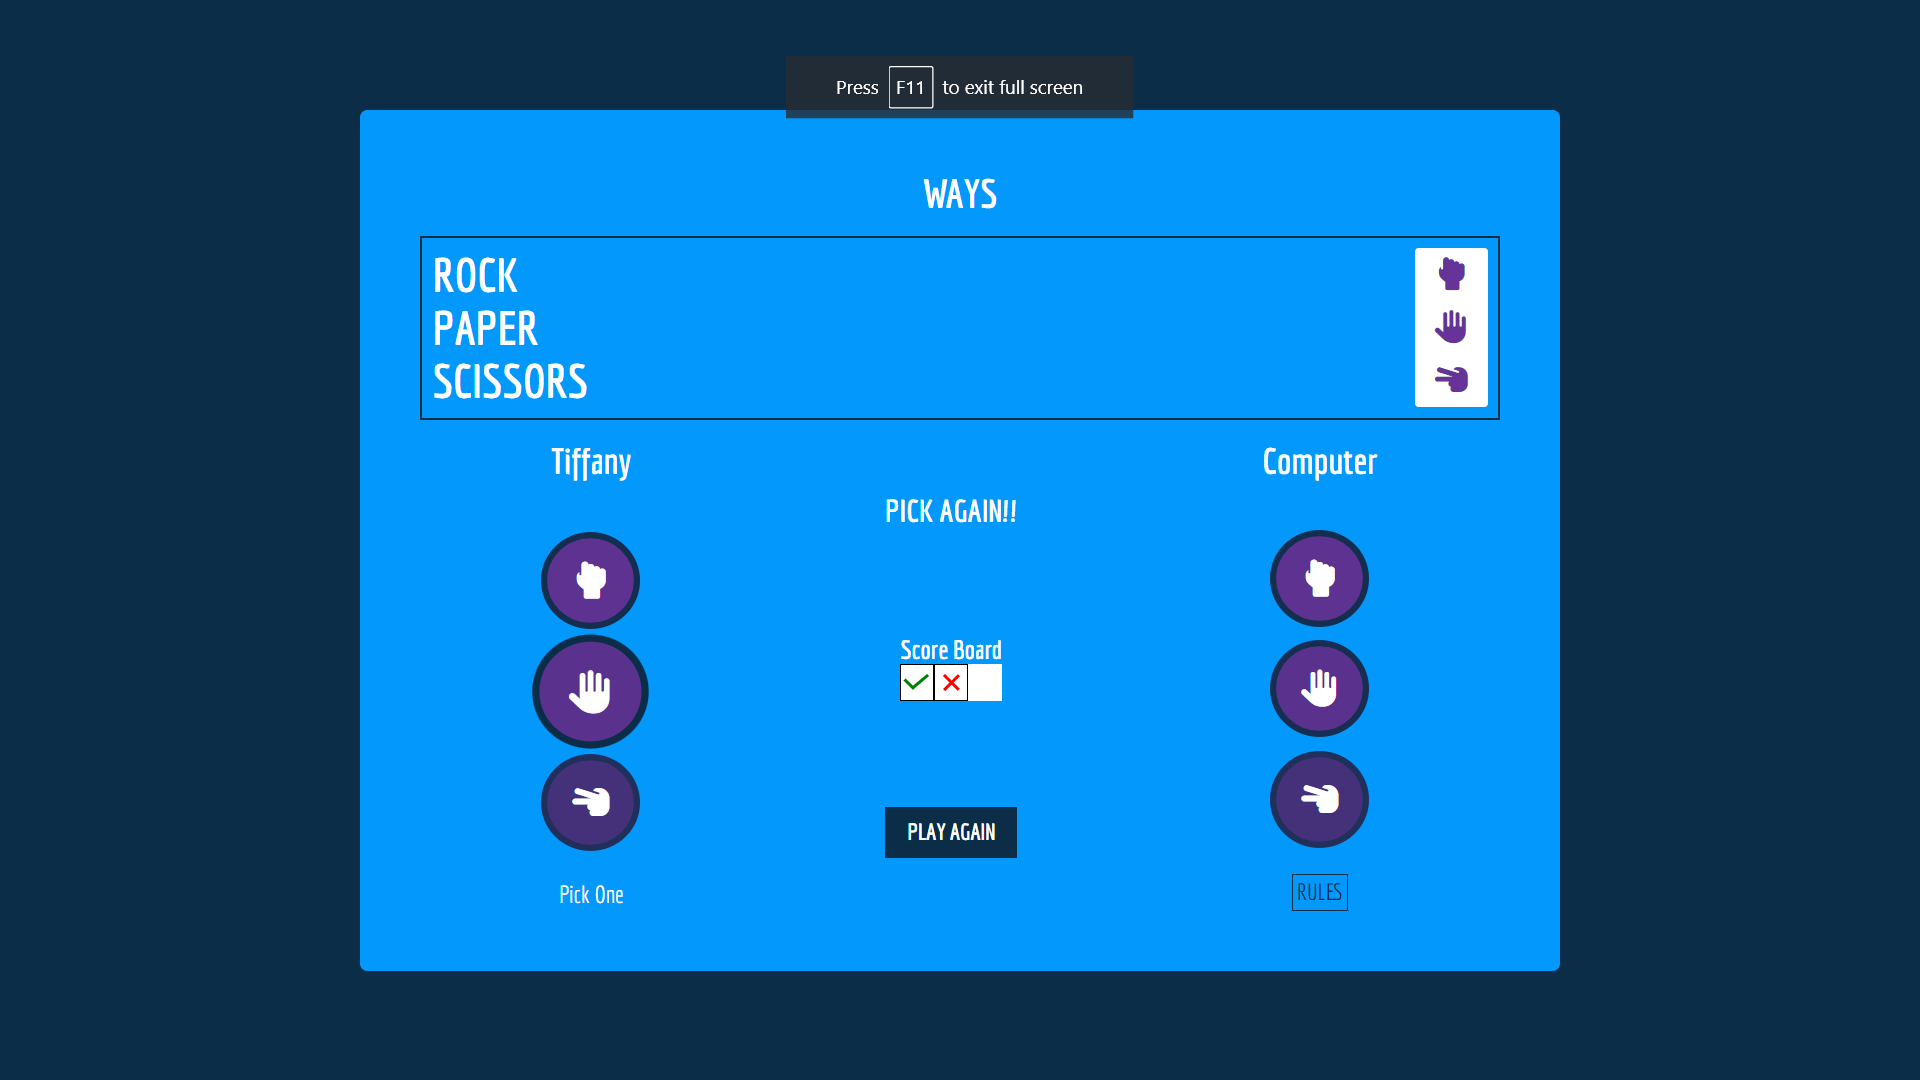 Press F11 to exit full screen
WAYS
ROCK
PAPER
SCISSORS
Tiffany
Computer
PICK AGAIN!!
Score Board
PLAY AGAIN
Pick One
RULES